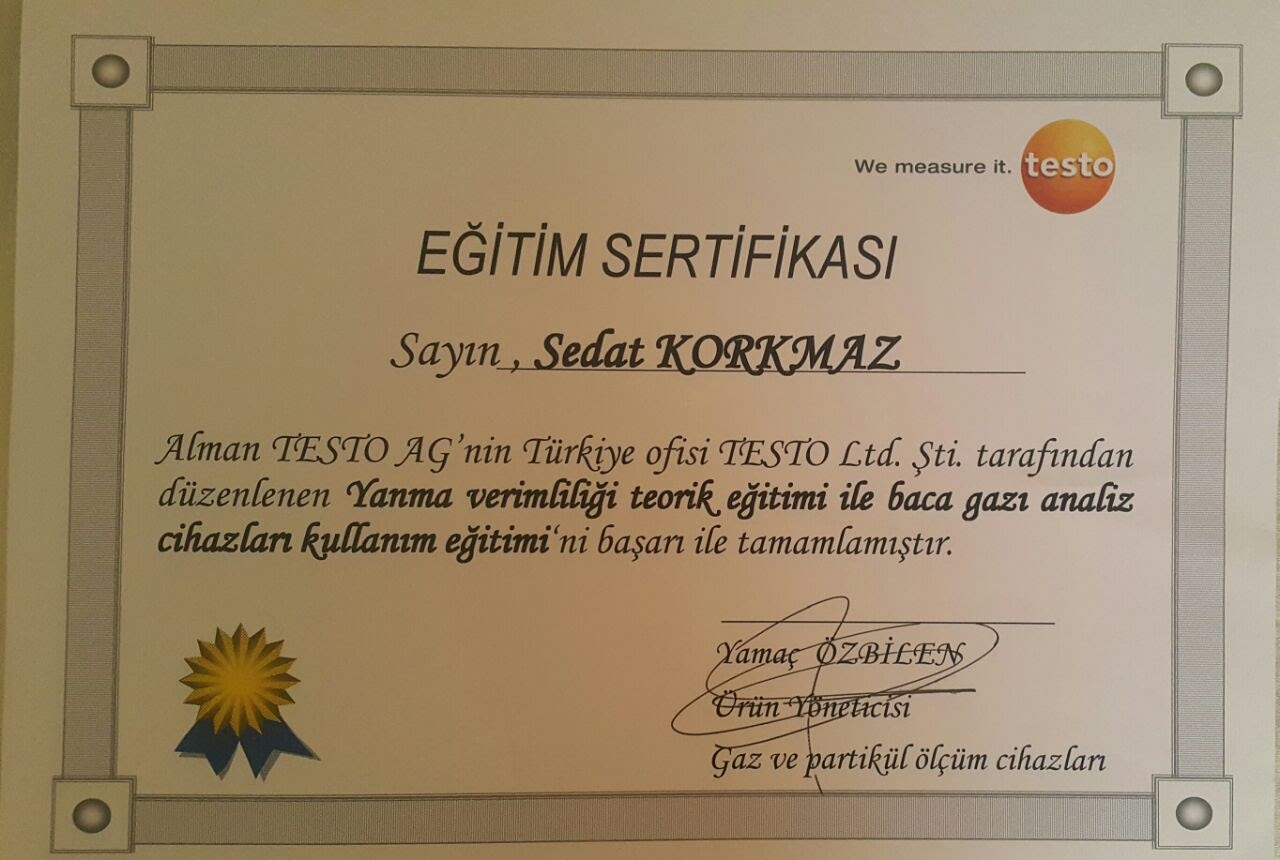 We measure it. testo
EĞİTİM SERTİFİKASI
Sayın , Sedat KORKMAZ
Alman TESTO AG'nin Türkiye ofisi TESTO Ltd. Şti. tarafından
düzenlenen Yanma verimliliği teorik eğitimi ile baca gazı analiz
cihazları kullanım eğitimi'ni başarı ile tamamlamıştır.
Yamaç ÖZBİLEN
Ürün Yöneticisi
Gaz ve partikül ölçüm cihazları